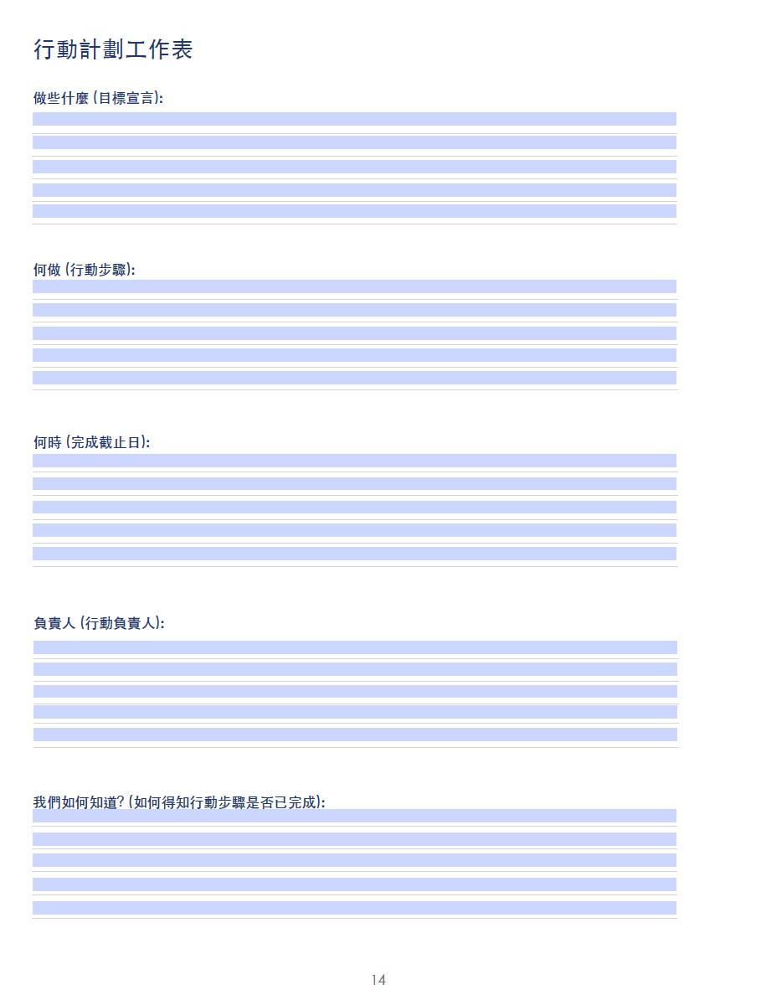 行動計劃工作表
做些什麼 (目標宣言):
何做 (行動步驟):
何時 (完成截止日):
負責人 (行動負責人):
我們如何知道? (如何得知行動步驟是否已完成):
14